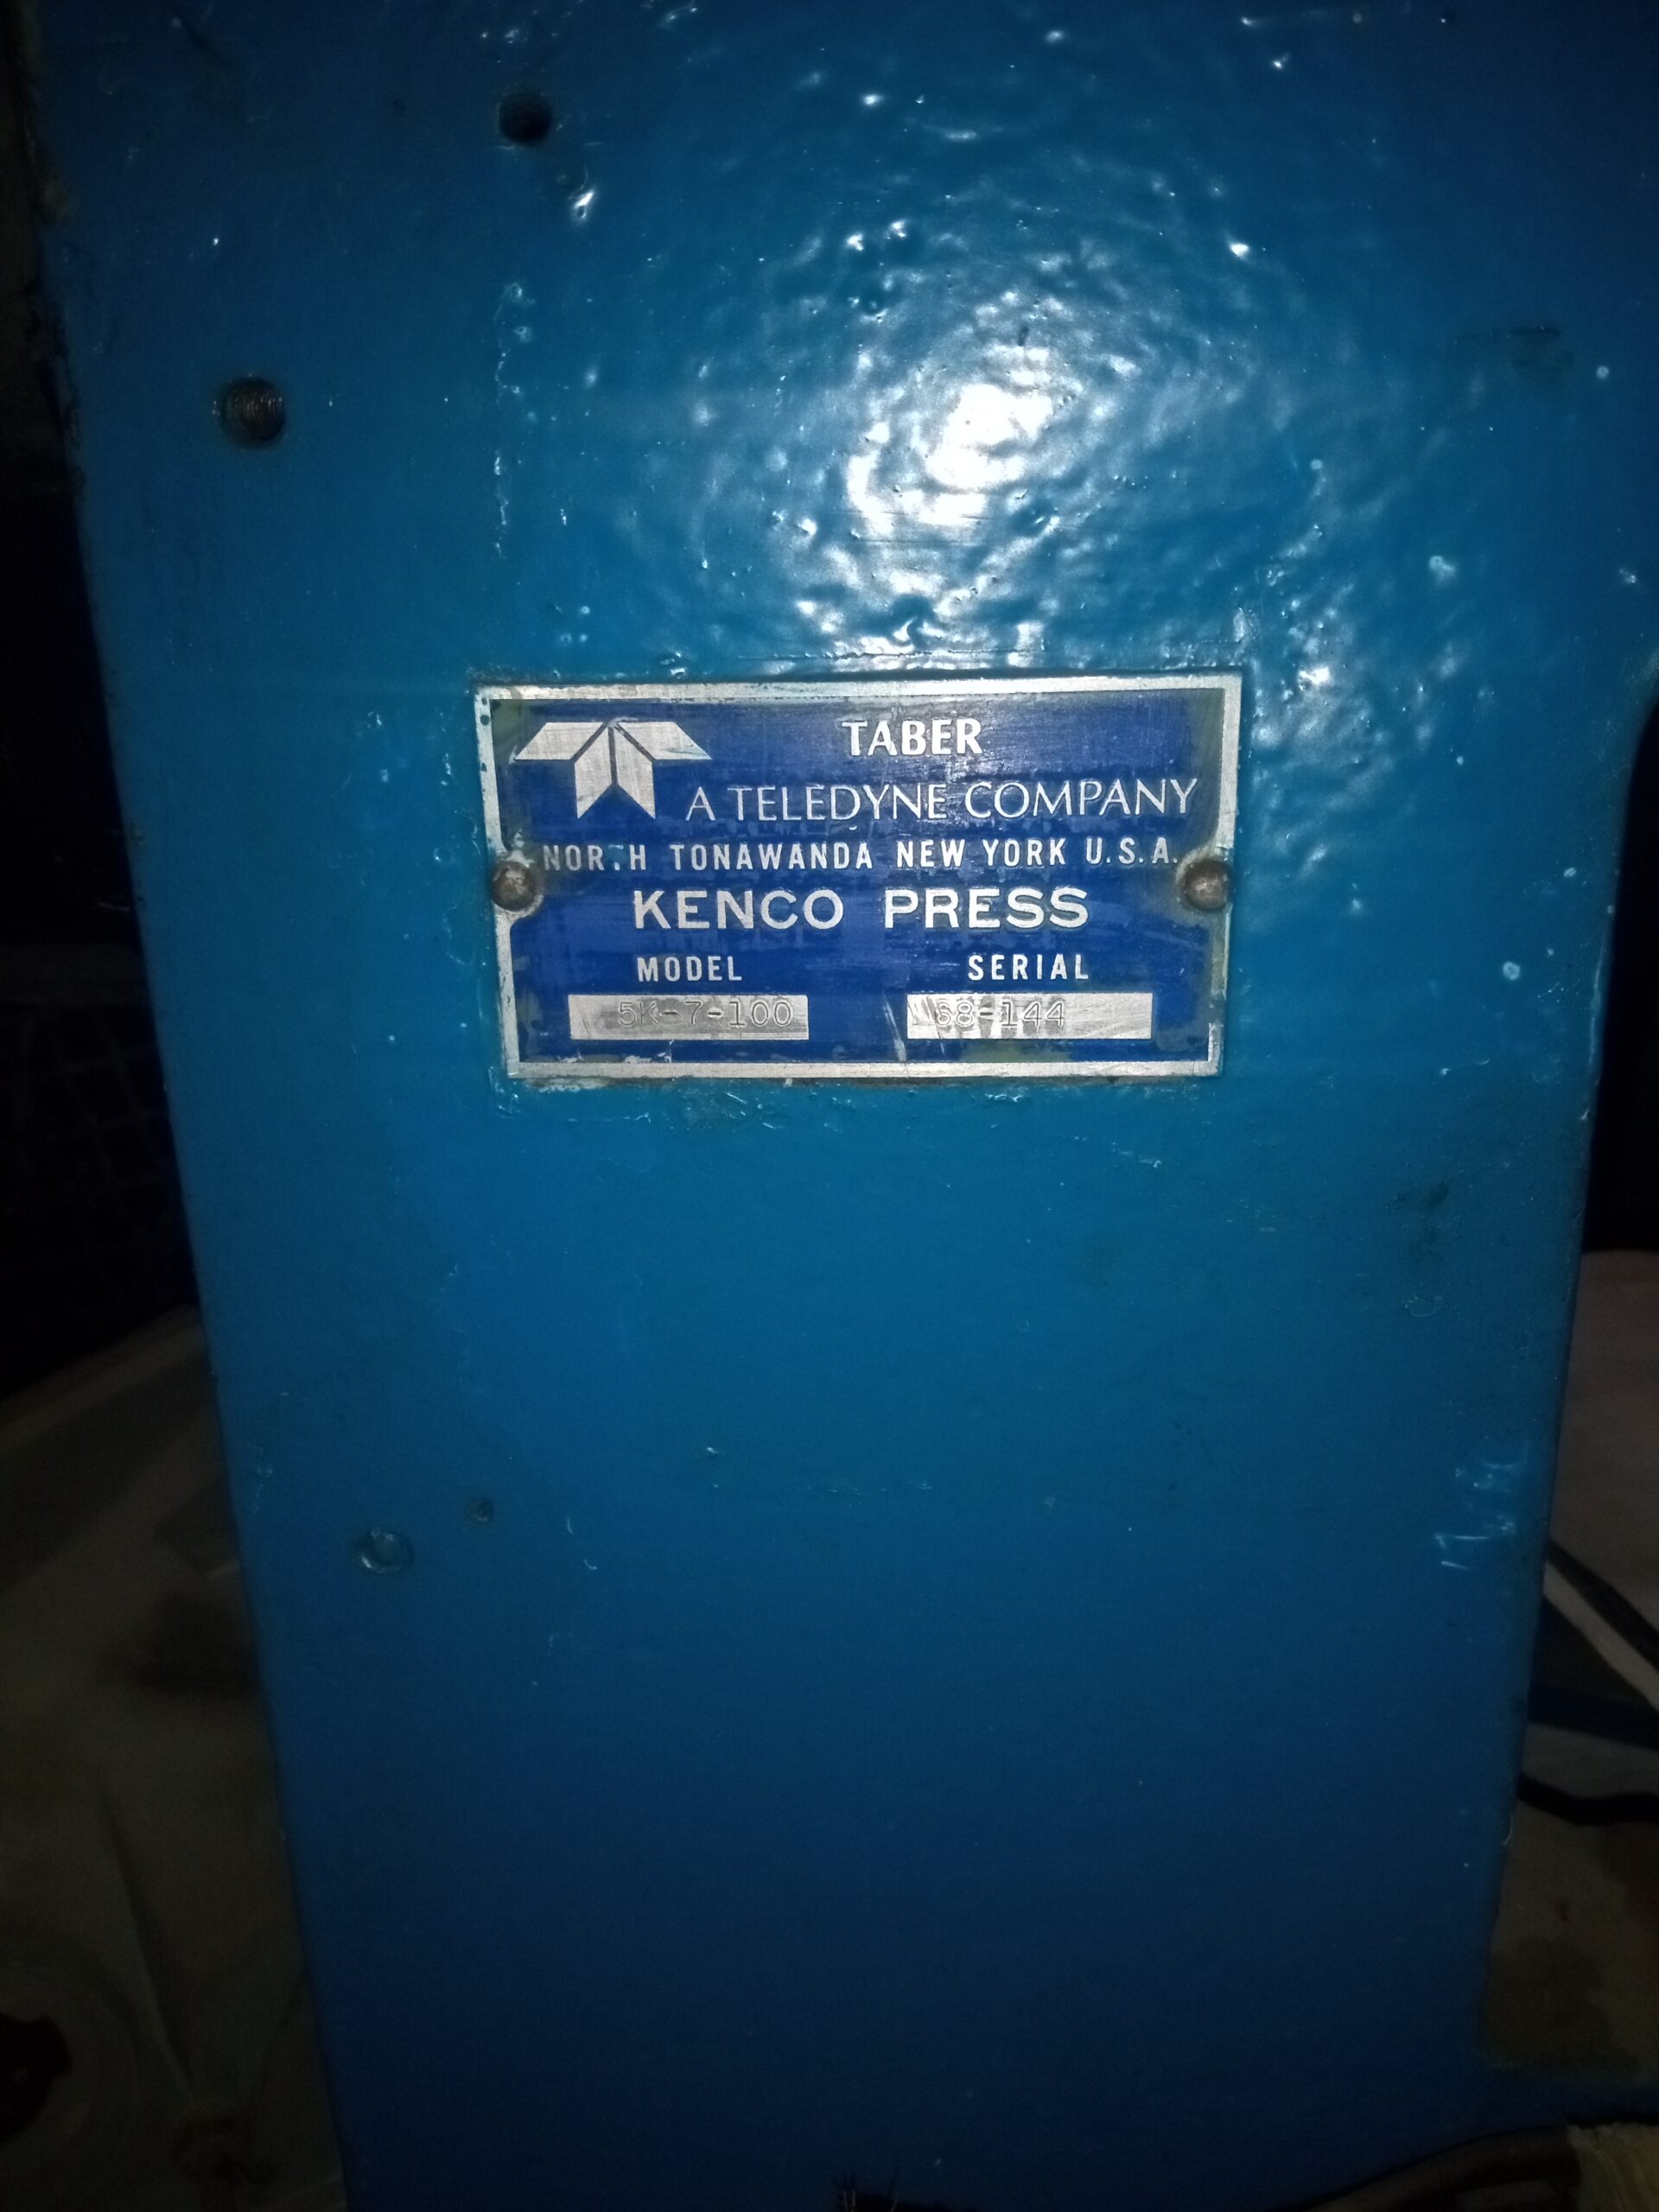 TABER
A TELEDYNE COMPANY
NORTH TONAWANDA NEW YORK U.S.A.
KENCO PRESS
MODEL SERIAL
5K-7-100 68-144